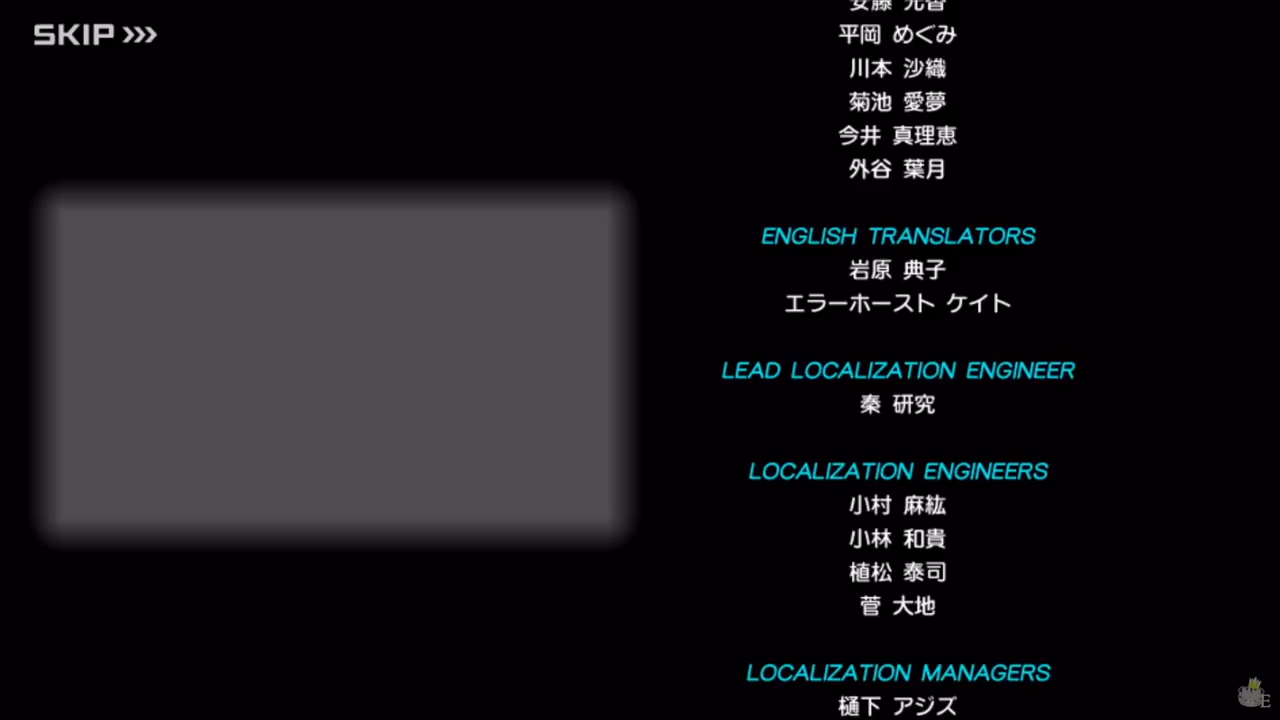 SKIP >>>
平岡 めぐみ
川本 沙織
菊池 愛夢
今井 真理恵
外谷 葉月
ENGLISH TRANSLATORS
岩原 典子
エラーホースト ケイト
LEAD LOCALIZATION ENGINEER
秦 研究
LOCALIZATION ENGINEERS
小村 麻紘
小林 和貴
植松 泰司
菅 大地
LOCALIZATION MANAGERS
樋下 アジズ
E